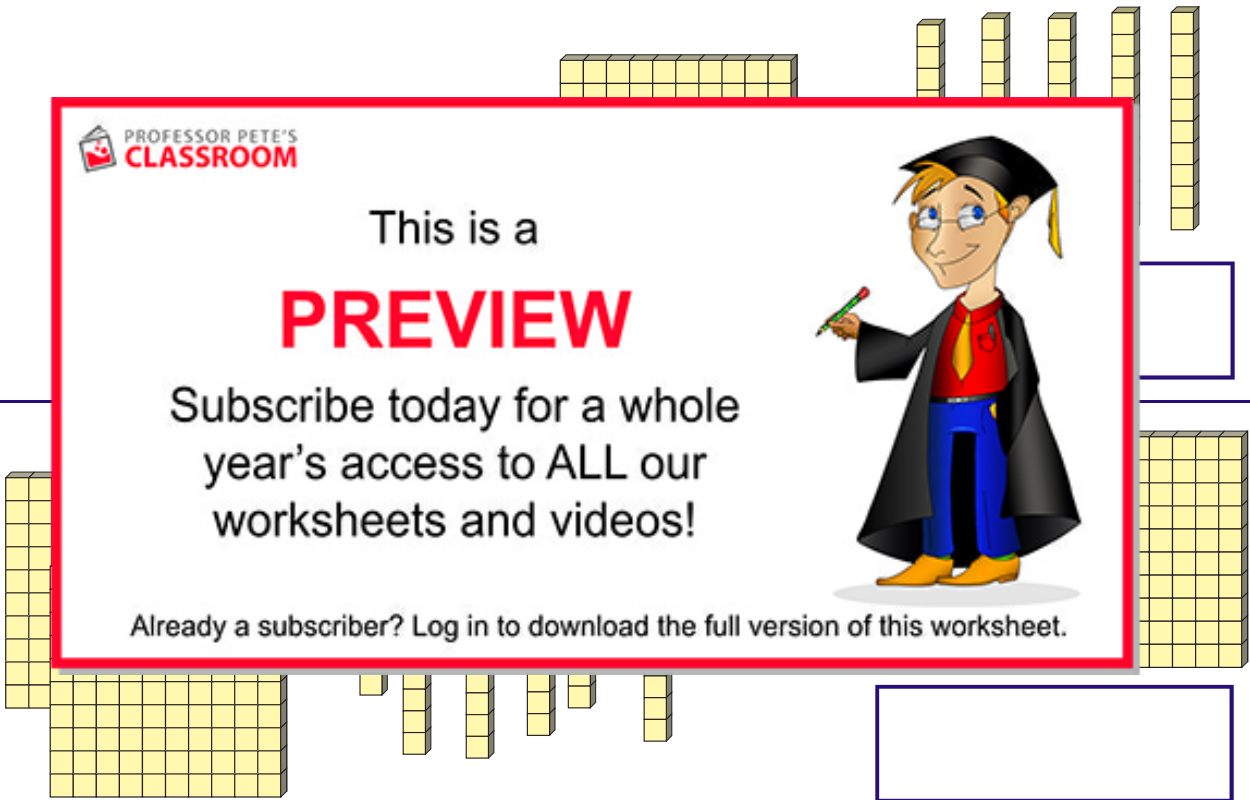 PROFESSOR PETE'S
CLASSROOM
This is a
PREVIEW
Subscribe today for a whole
year’s access to ALL our
worksheets and videos!
Already a subscriber? Log in to download the full version of this worksheet.